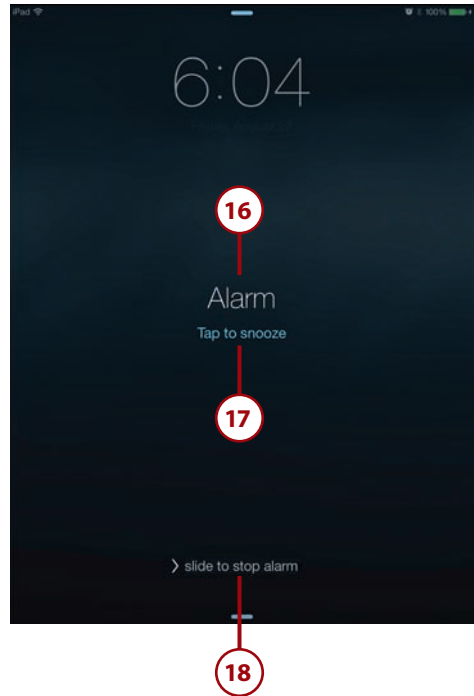 iPad
100%
6:04
16
Alarm
Tap to snooze
17
slide to stop alarm
18